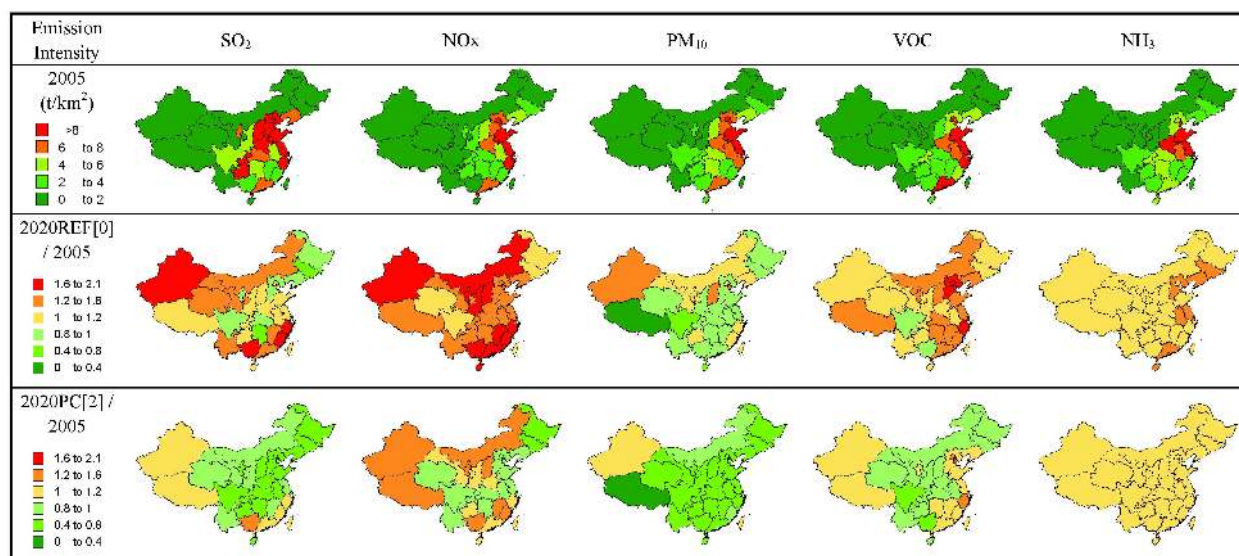 Emission
Intensity
SO₂
NOx
PM₁₀
VOC
NH₃
2005
(t/km²)
>8
6 to 8
4 to 6
2 to 4
0 to 2
2020REF[0]
/ 2005
1.6 to 2.1
1.2 to 1.6
1 to 1.2
0.8 to 1
0.4 to 0.8
0 to 0.4
2020PC[2] /
2005
1.6 to 2.1
1.2 to 1.6
1 to 1.2
0.8 to 1
0.4 to 0.8
0 to 0.4